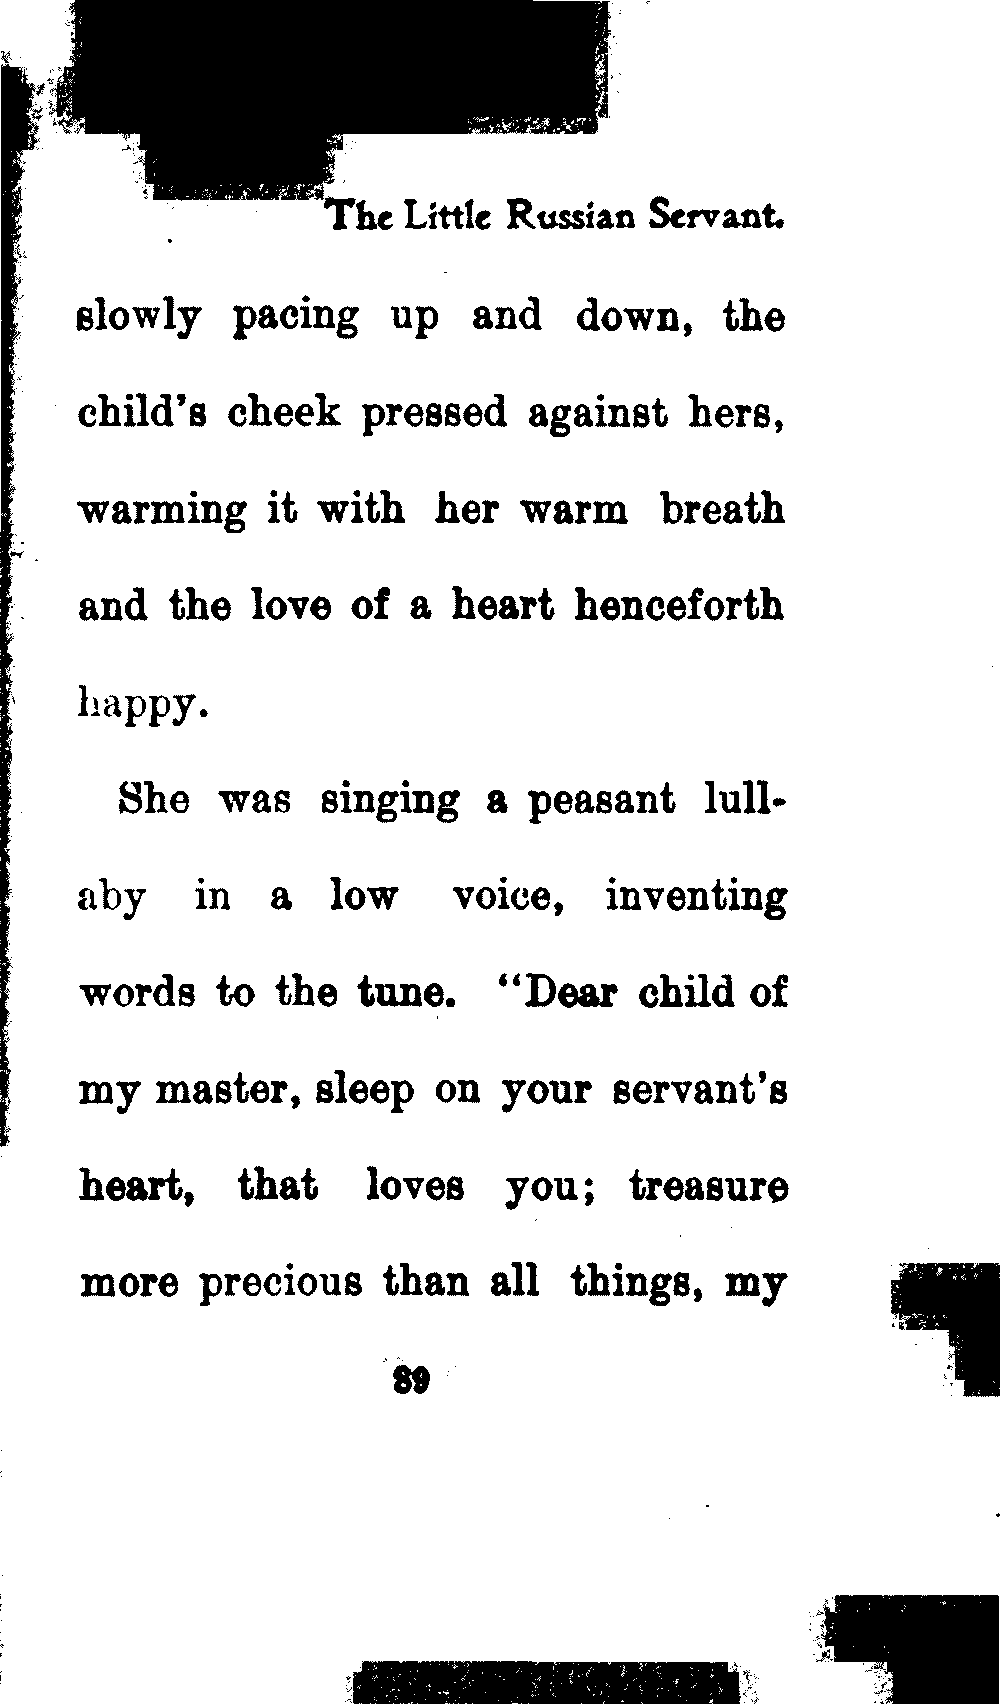 The Little Russian Servant.
slowly pacing up and down, the
child's cheek pressed against hers,
warming it with her warm breath
and the love of a heart henceforth
happy.
She was singing a peasant lull-
aby in a low voice, inventing
words to the tune. "Dear child of
my master, sleep on your servant's
heart, that loves you; treasure
more precious than all things, my
89